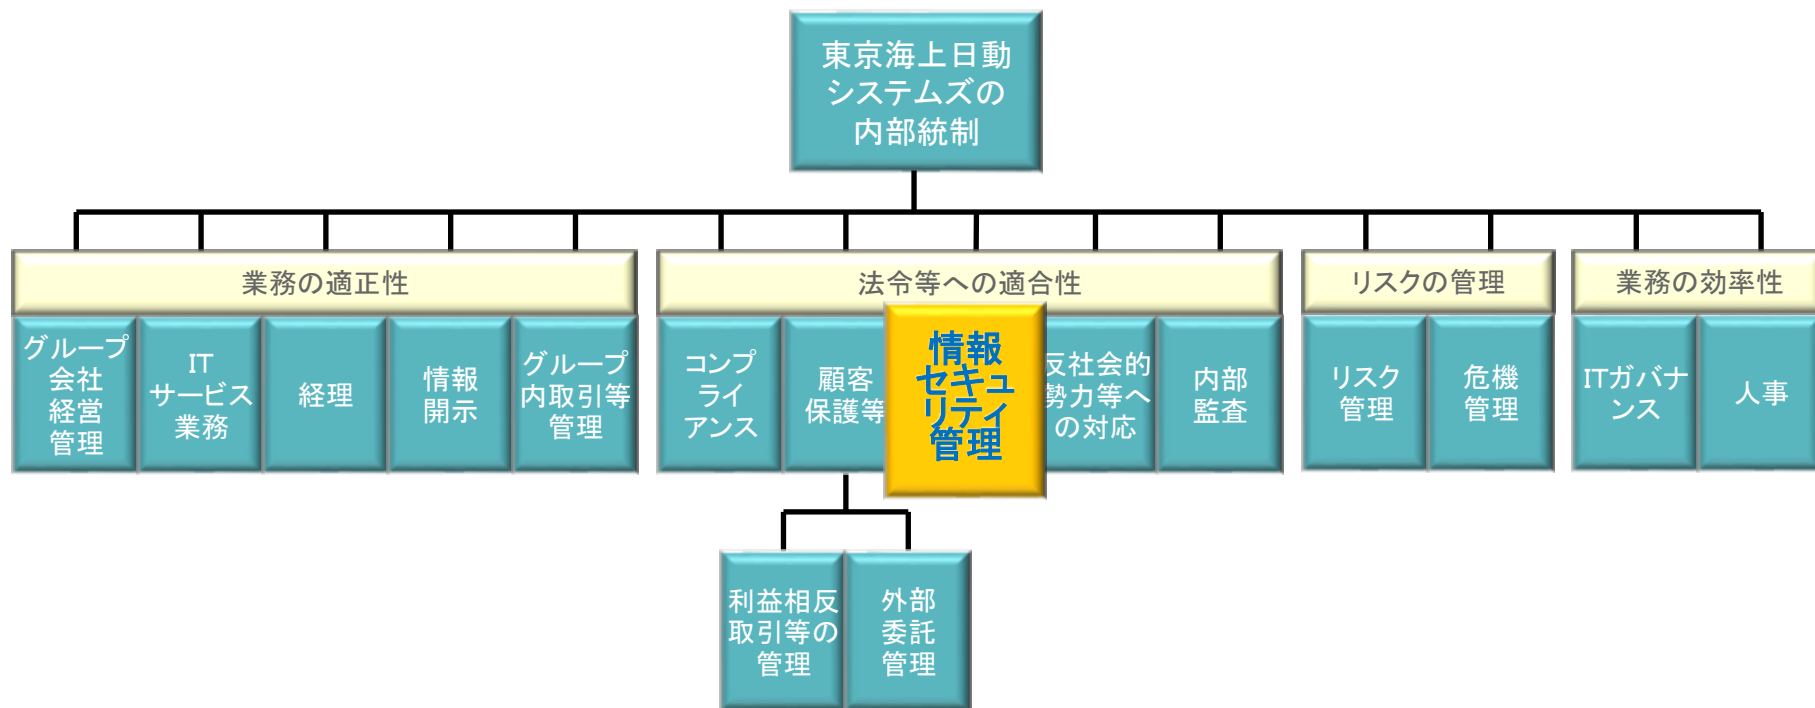 東京海上日動
システムズの
内部統制
業務の適正性
法令等への適合性
リスクの管理
業務の効率性
グループ
会社
経営
管理
IT
サービス
業務
経理
情報
開示
グループ
内取引等
管理
コンプ
ライ
アンス
顧客
保護等
情報
セキュ
リティ
管理
反社会的
勢力等へ
の対応
内部
監査
リスク
管理
危機
管理
ITガバナ
ンス
人事
利益相反
取引等の
管理
外部
委託
管理